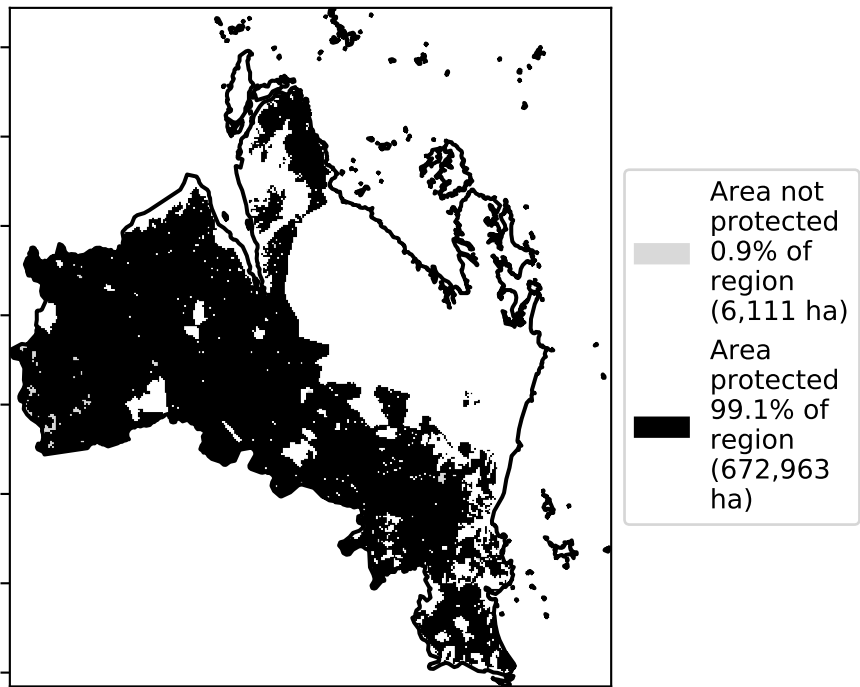 Area not
protected
0.9% of
region
(6,111 ha)
Area
protected
99.1% of
region
(672,963
ha)